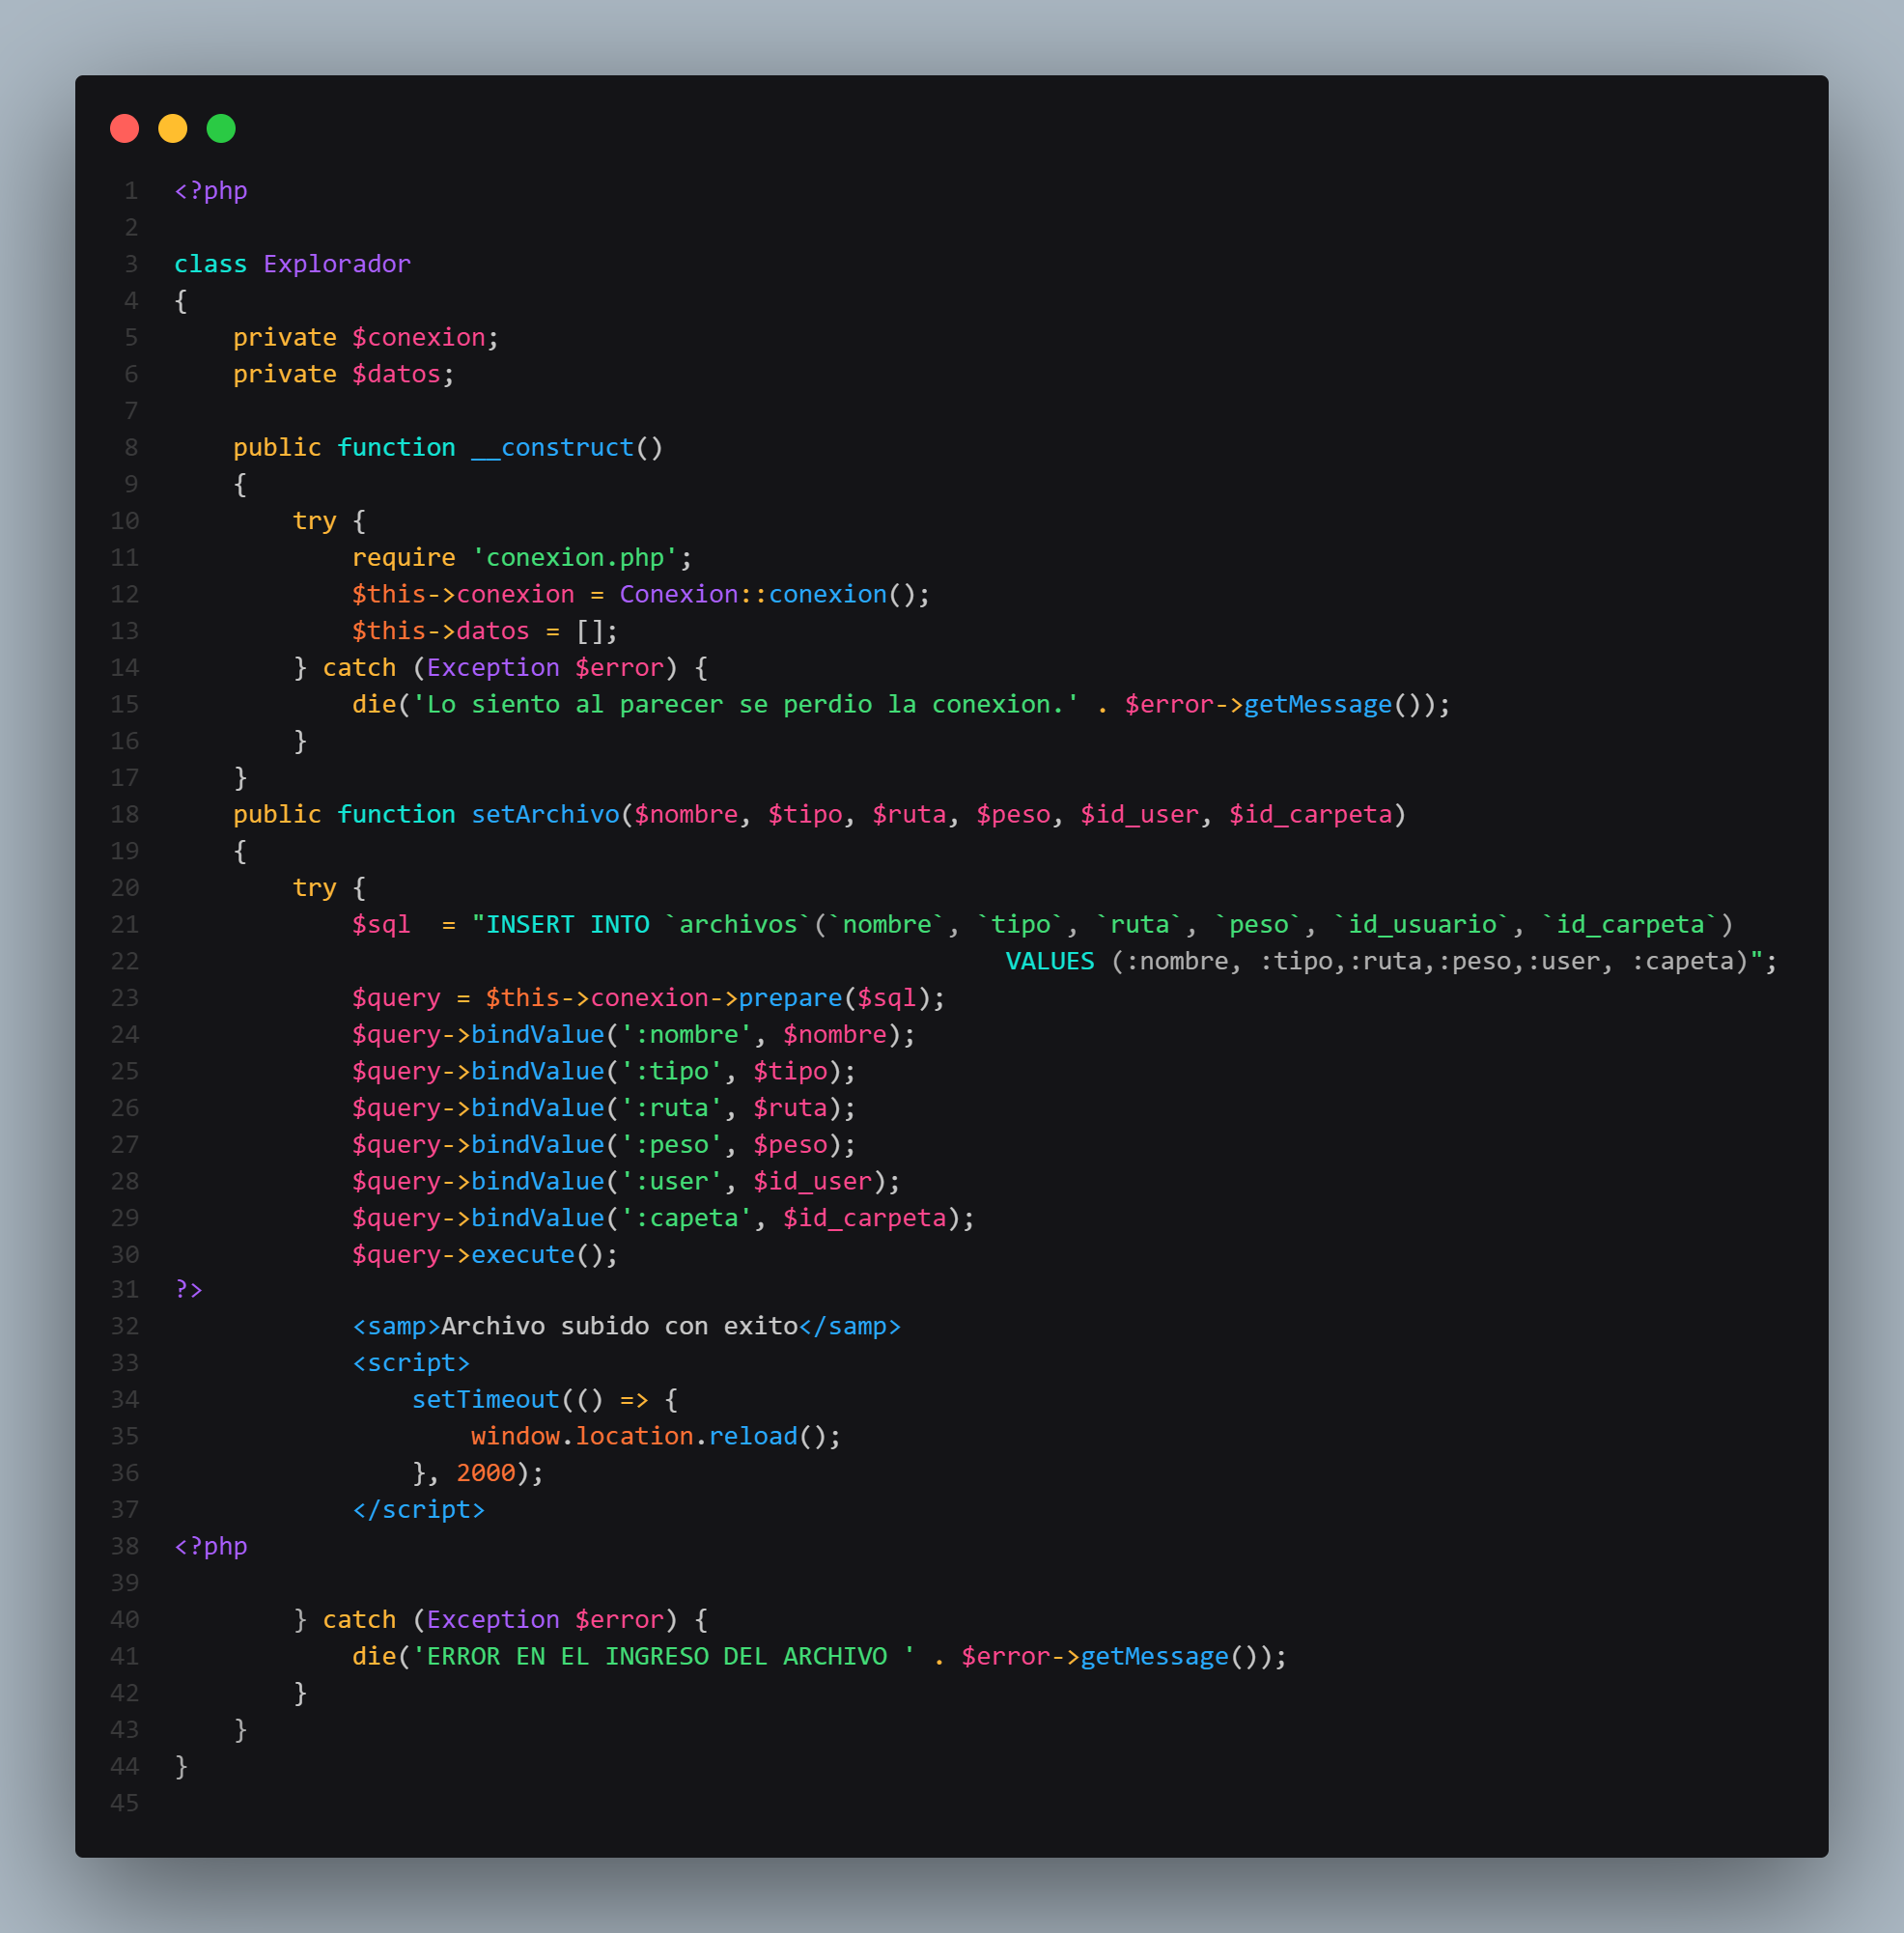 1 <?php
2
3 class Explorador
4 {
5     private $conexion;
6     private $datos;
7
8     public function __construct()
9     {
10         try {
11             require 'conexion.php';
12             $this->conexion = Conexion::conexion();
13             $this->datos = [];
14         } catch (Exception $error) {
15             die('Lo siento al parecer se perdio la conexion.' . $error->getMessage());
16         }
17     }
18     public function setArchivo($nombre, $tipo, $ruta, $peso, $id_user, $id_carpeta)
19     {
20         try {
21             $sql  = "INSERT INTO `archivos`(`nombre`, `tipo`, `ruta`, `peso`, `id_usuario`, `id_carpeta`)
22                                                         VALUES (:nombre, :tipo,:ruta,:peso,:user, :capeta)";
23             $query = $this->conexion->prepare($sql);
24             $query->bindValue(':nombre', $nombre);
25             $query->bindValue(':tipo', $tipo);
26             $query->bindValue(':ruta', $ruta);
27             $query->bindValue(':peso', $peso);
28             $query->bindValue(':user', $id_user);
29             $query->bindValue(':capeta', $id_carpeta);
30             $query->execute();
31 ?>
32             <samp>Archivo subido con exito</samp>
33             <script>
34                 setTimeout(() => {
35                     window.location.reload();
36                 }, 2000);
37             </script>
38 <?php
39
40         } catch (Exception $error) {
41             die('ERROR EN EL INGRESO DEL ARCHIVO ' . $error->getMessage());
42         }
43     }
44 }
45